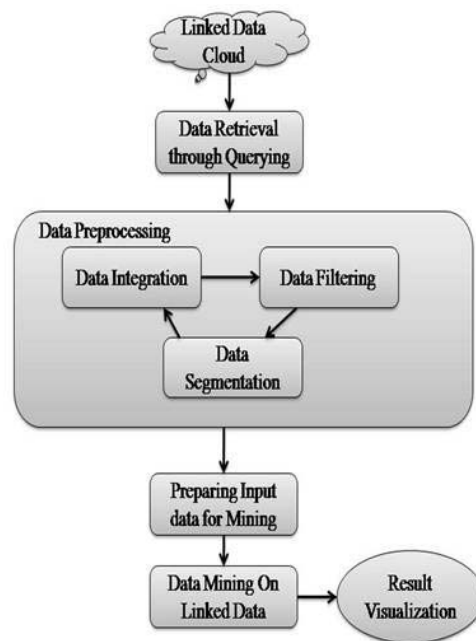 Linked Data
Cloud
Data Retrieval
through Querying
Data Preprocessing
Data Integration
Data Filtering
Data
Segmentation
Preparing Input
data for Mining
Data Mining On
Linked Data
Result
Visualization